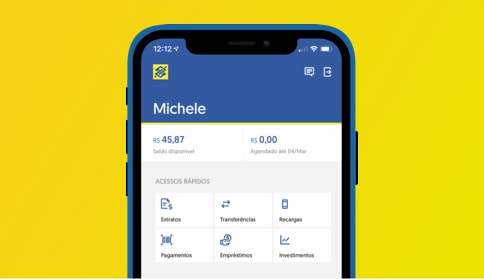 12:12
Michele
R$ 45,87
Saldo disponível
R$ 0,00
Agendado até 04/Mar
ACESSOS RÁPIDOS
Extratos
Transferências
Recargas
Pagamentos
Empréstimos
Investimentos